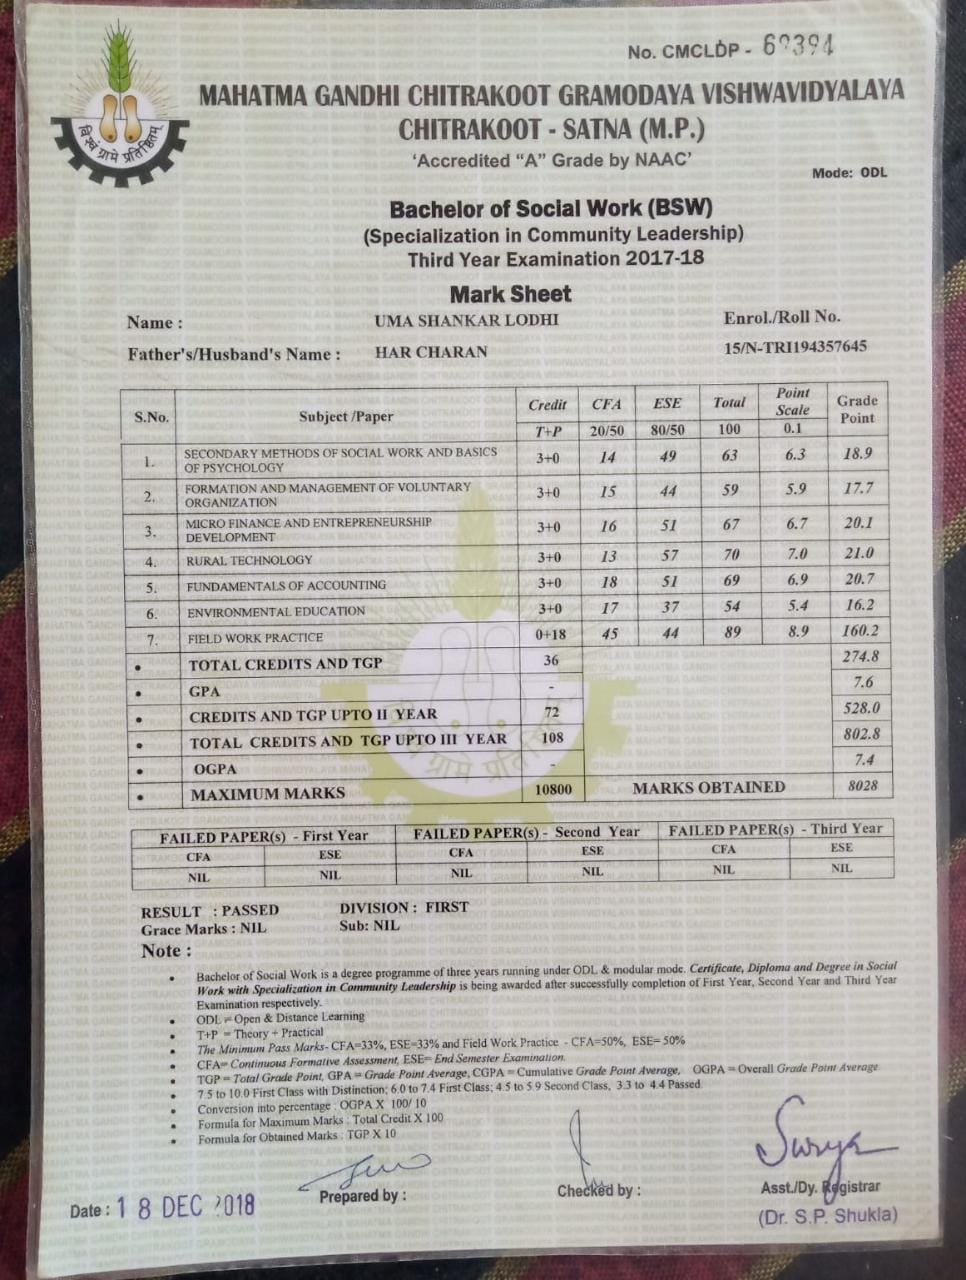 No. CMCLDP - 69394
विश्वं ग्रामे प्रतिष्ठितम्
MAHATMA GANDHI CHITRAKOOT GRAMODAYA VISHWAVIDYALAYA
CHITRAKOOT - SATNA (M.P.)
'Accredited "A" Grade by NAAC'
Mode: ODL
Bachelor of Social Work (BSW)
(Specialization in Community Leadership)
Third Year Examination 2017-18
Mark Sheet
Name : UMA SHANKAR LODHI Enrol./Roll No.
Father's/Husband's Name : HAR CHARAN 15/N-TRI194357645
S.No. Subject /Paper Credit CFA ESE Total Point Scale Grade Point
T+P 20/50 80/50 100 0.1
1. SECONDARY METHODS OF SOCIAL WORK AND BASICS 3+0 14 49 63 6.3 18.9
OF PSYCHOLOGY
2. FORMATION AND MANAGEMENT OF VOLUNTARY 3+0 15 44 59 5.9 17.7
ORGANIZATION
3. MICRO FINANCE AND ENTREPRENEURSHIP 3+0 16 51 67 6.7 20.1
DEVELOPMENT
4. RURAL TECHNOLOGY 3+0 13 57 70 7.0 21.0
5. FUNDAMENTALS OF ACCOUNTING 3+0 18 51 69 6.9 20.7
6. ENVIRONMENTAL EDUCATION 3+0 17 37 54 5.4 16.2
7. FIELD WORK PRACTICE 0+18 45 44 89 8.9 160.2
• TOTAL CREDITS AND TGP 36 274.8
• GPA - 7.6
• CREDITS AND TGP UPTO II YEAR 72 528.0
• TOTAL CREDITS AND TGP UPTO III YEAR 108 802.8
• OGPA - 7.4
• MAXIMUM MARKS 10800 MARKS OBTAINED 8028
FAILED PAPER(s) - First Year FAILED PAPER(s) - Second Year FAILED PAPER(s) - Third Year
CFA ESE CFA ESE CFA ESE
NIL NIL NIL NIL NIL NIL
RESULT : PASSED DIVISION : FIRST
Grace Marks : NIL Sub: NIL
Note :
• Bachelor of Social Work is a degree programme of three years running under ODL & modular mode. Certificate, Diploma and Degree in Social
Work with Specialization in Community Leadership is being awarded after successfully completion of First Year, Second Year and Third Year
Examination respectively.
• ODL = Open & Distance Learning
• T+P = Theory + Practical
• The Minimum Pass Marks- CFA=33%, ESE=33% and Field Work Practice - CFA=50%, ESE= 50%
• CFA= Continuous Formative Assessment, ESE= End Semester Examination.
• TGP = Total Grade Point, GPA = Grade Point Average, CGPA = Cumulative Grade Point Average, OGPA = Overall Grade Point Average
• 7.5 to 10.0 First Class with Distinction; 6.0 to 7.4 First Class; 4.5 to 5.9 Second Class, 3.3 to 4.4 Passed
• Conversion into percentage : OGPA X 100/ 10
• Formula for Maximum Marks : Total Credit X 100
• Formula for Obtained Marks : TGP X 10
Surya
Date : 18 DEC 2018 Prepared by : Checked by : Asst./Dy. Registrar
(Dr. S.P. Shukla)